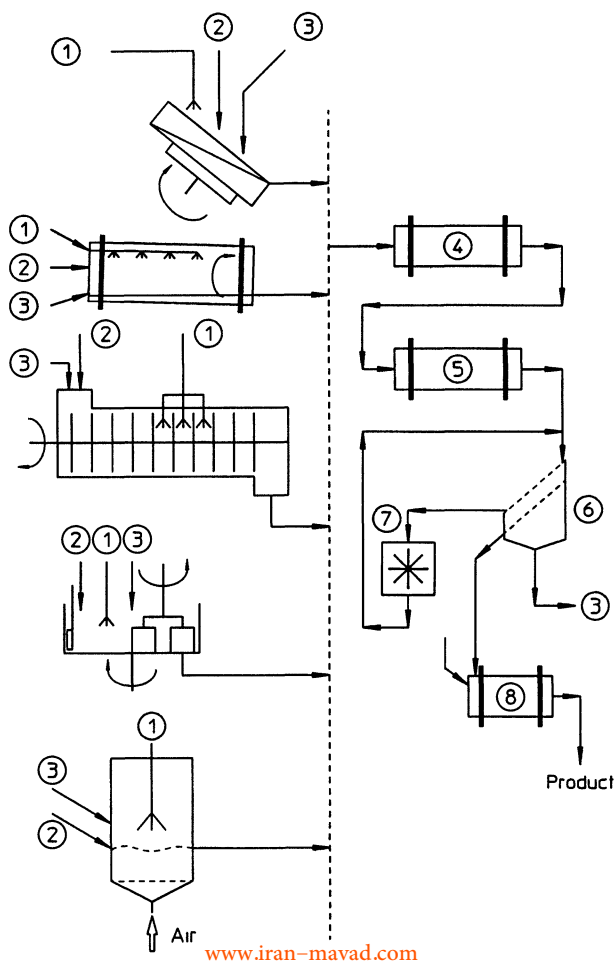 ① ② ③
① ② ③
④
② ① ③
⑤
⑥
⑦
② ① ③
③
⑧
① ③ ②
Product
Air
www.iran-mavad.com